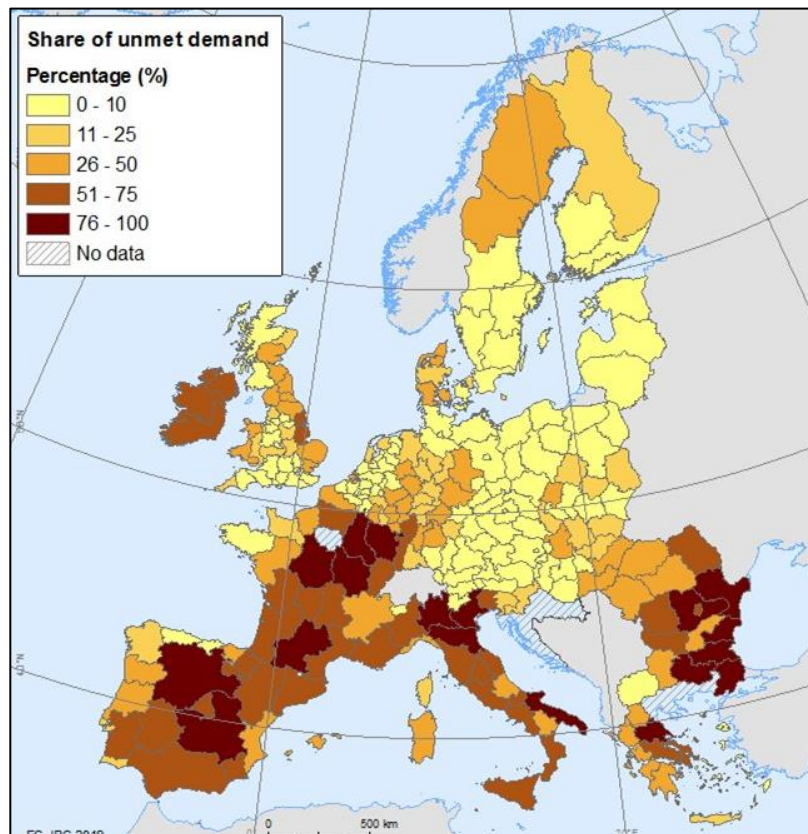 Share of unmet demand
Percentage (%)
0 - 10
11 - 25
26 - 50
51 - 75
76 - 100
No data
0
500 km